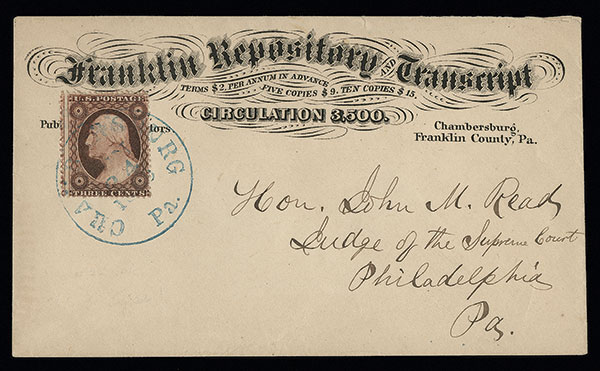 Franklin Repository AND Transcript
TERMS $2. PER ANNUM IN ADVANCE
FIVE COPIES $9. TEN COPIES $15.
CIRCULATION 3,500.
Chambersburg,
Franklin County, Pa.
U.S. POSTAGE
THREE CENTS
Pa.
Hon. John M. Read
Judge of the Supreme Court
Philadelphia
Pa.